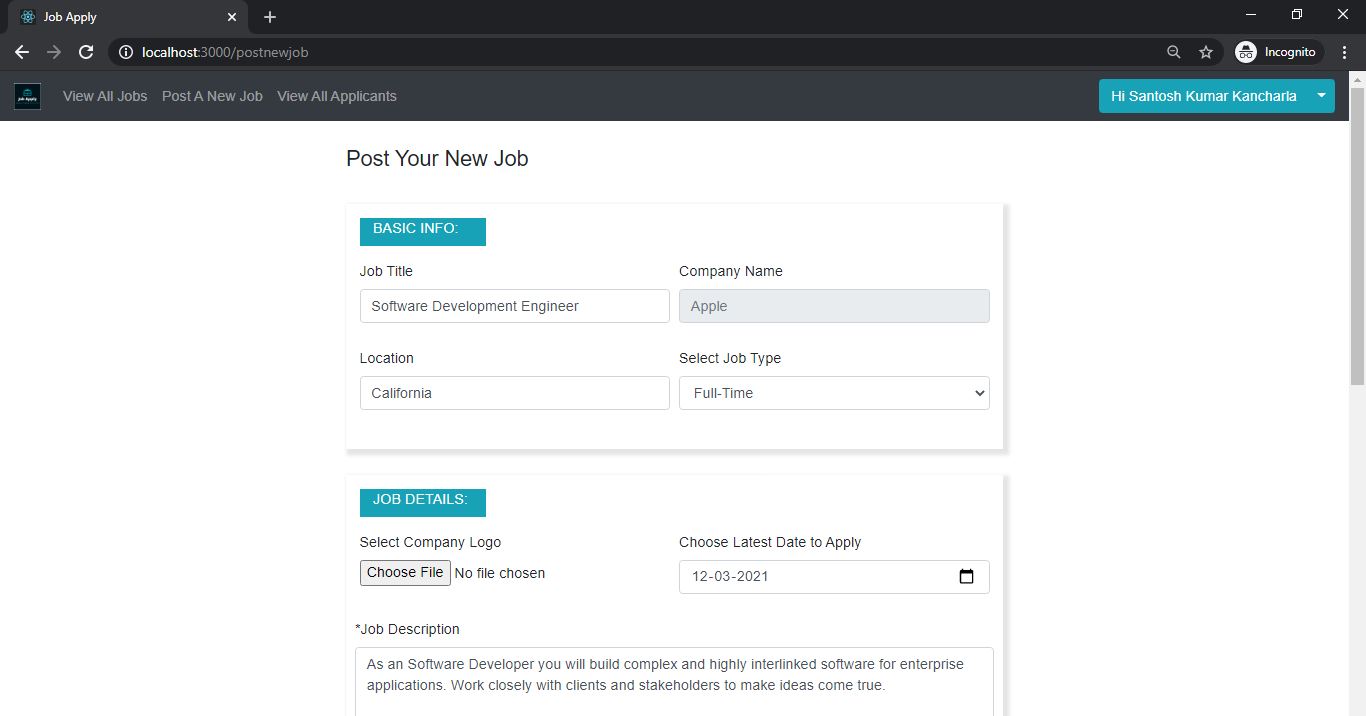 Job Apply
localhost:3000/postnewjob
Incognito
Job Apply
View All Jobs Post A New Job View All Applicants
Hi Santosh Kumar Kancharla
Post Your New Job
BASIC INFO:
Job Title
Company Name
Software Development Engineer
Apple
Location
Select Job Type
California
Full-Time
JOB DETAILS:
Select Company Logo
Choose Latest Date to Apply
Choose File No file chosen
12-03-2021
*Job Description
As an Software Developer you will build complex and highly interlinked software for enterprise
applications. Work closely with clients and stakeholders to make ideas come true.